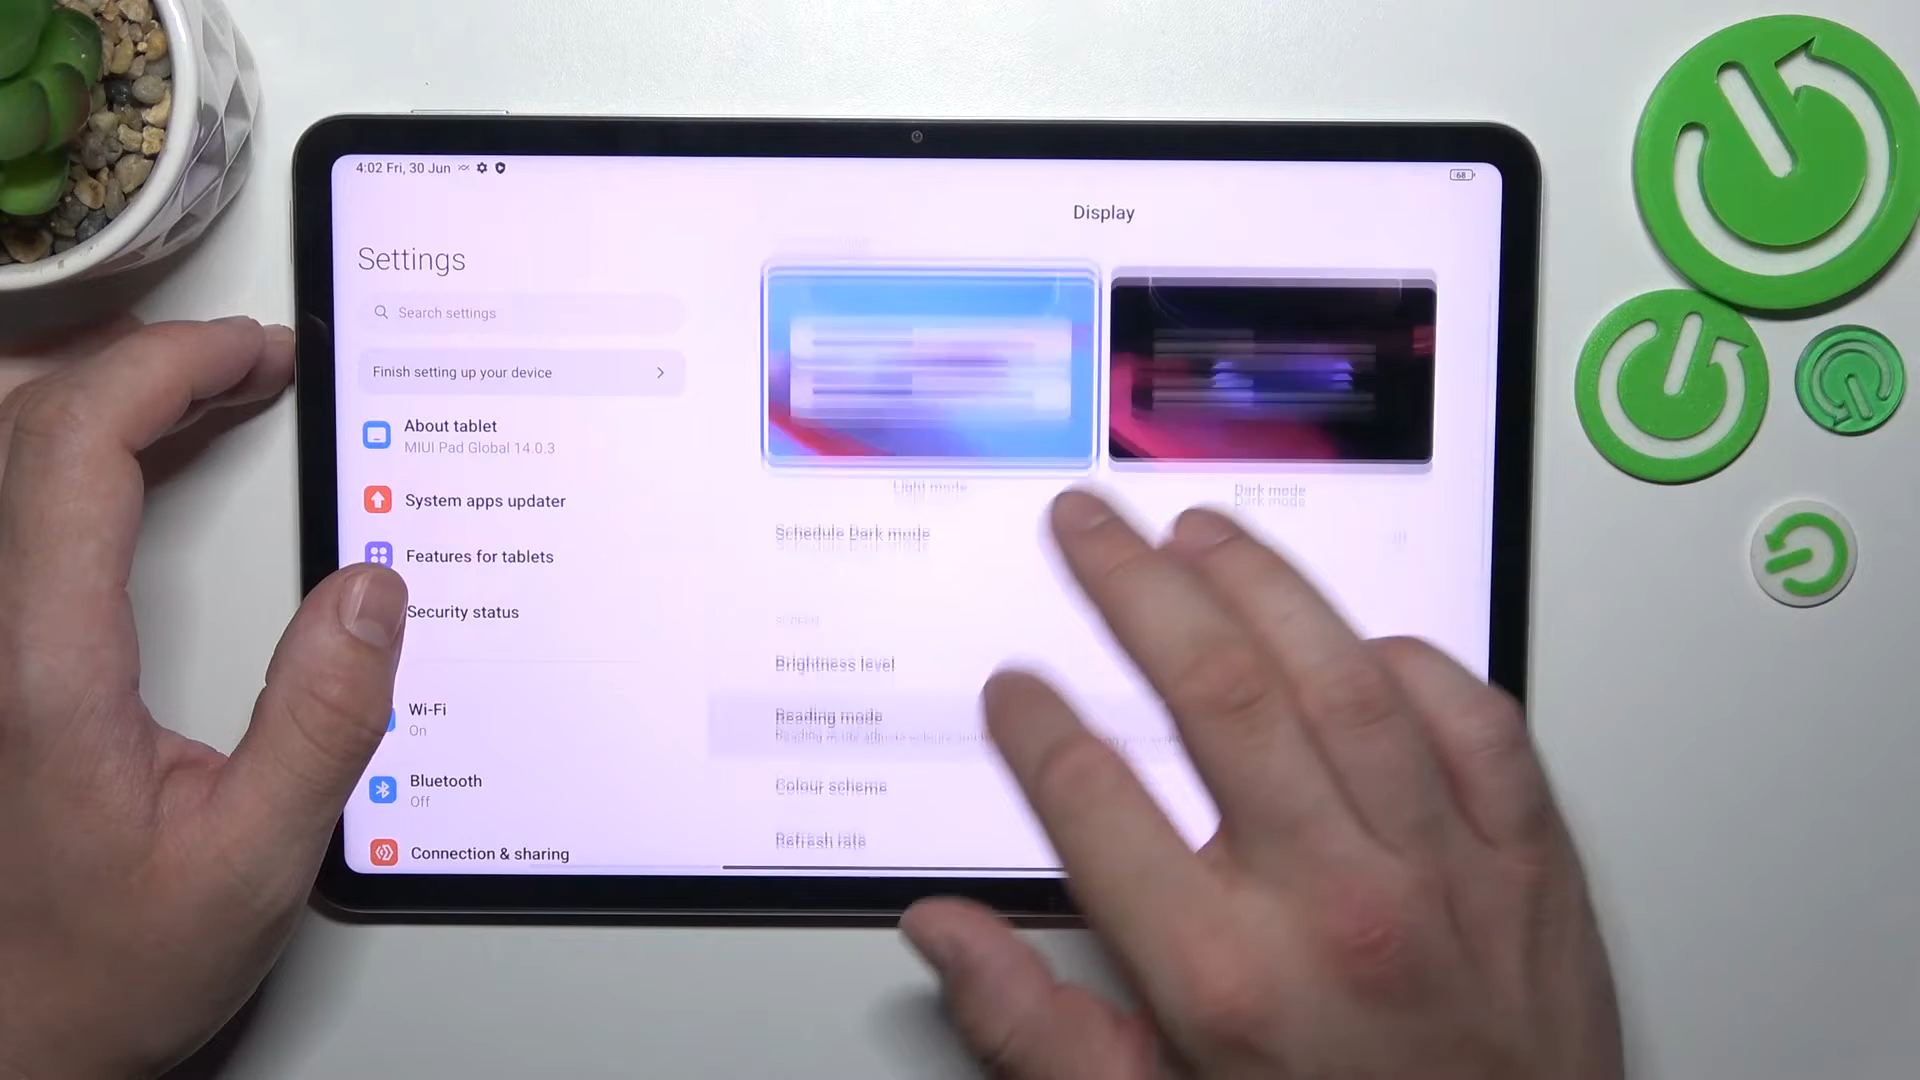 4:02 Fri, 30 Jun
68
Display
Settings
Search settings
Finish setting up your device
About tablet
MIUI Pad Global 14.0.3
System apps updater
Features for tablets
Security status
Wi-Fi
On
Bluetooth
Off
Connection & sharing
Light mode
Dark mode
Schedule Dark mode
Brightness level
Reading mode
Colour scheme
Refresh rate